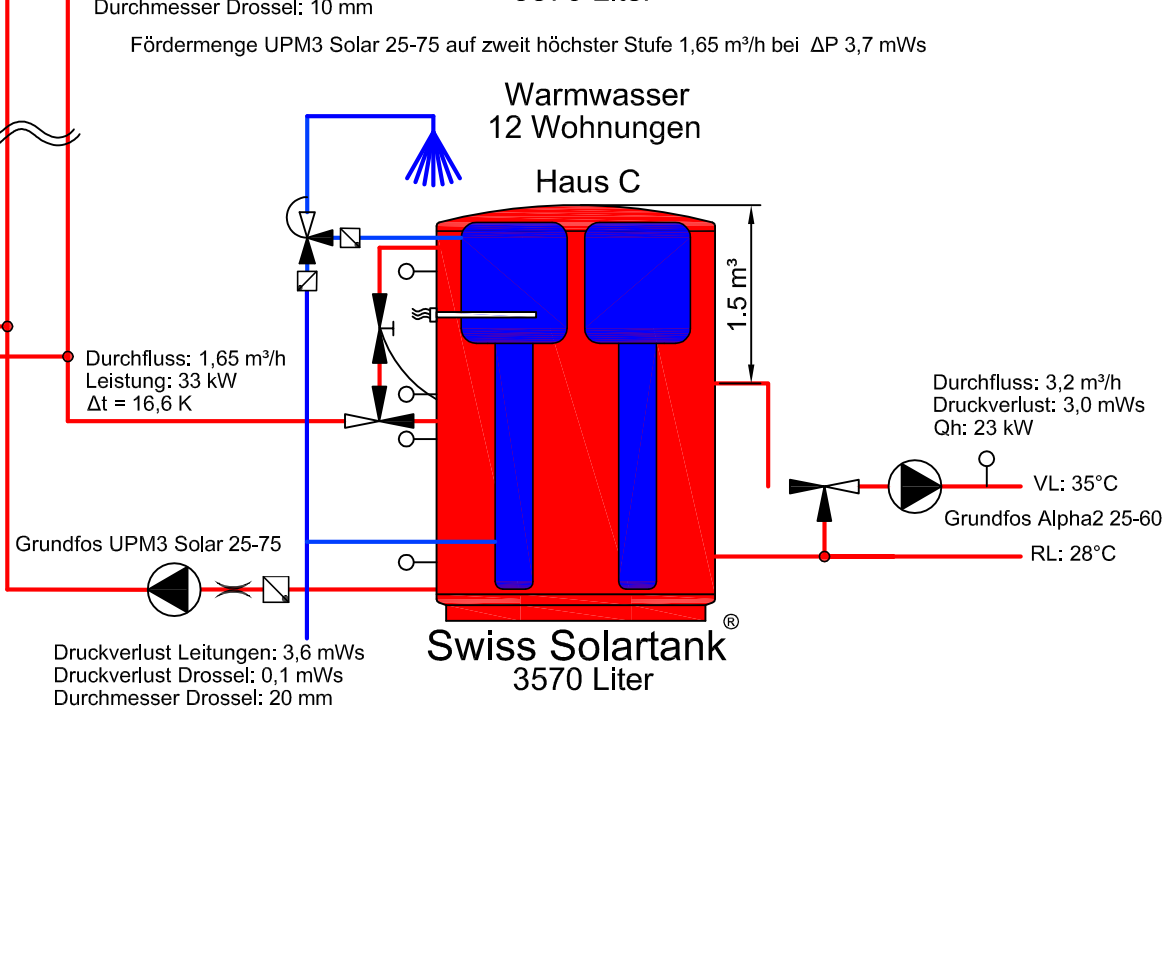 Durchmesser Drossel: 10 mm
Fördermenge UPM3 Solar 25-75 auf zweit höchster Stufe 1,65 m³/h bei ΔP 3,7 mWs
Warmwasser
12 Wohnungen
Haus C
1.5 m³
Durchfluss: 1,65 m³/h
Leistung: 33 kW
Δt = 16,6 K
Durchfluss: 3,2 m³/h
Druckverlust: 3,0 mWs
Qh: 23 kW
VL: 35°C
Grundfos Alpha2 25-60
RL: 28°C
Grundfos UPM3 Solar 25-75
Swiss Solartank®
3570 Liter
Druckverlust Leitungen: 3,6 mWs
Druckverlust Drossel: 0,1 mWs
Durchmesser Drossel: 20 mm